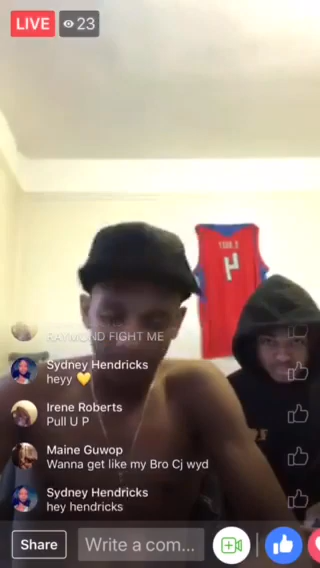 LIVE
23
RAYMOND FIGHT ME
Sydney Hendricks
heyy 💛
Irene Roberts
Pull U P
Maine Guwop
Wanna get like my Bro Cj wyd
Sydney Hendricks
hey hendricks
Share
Write a com...